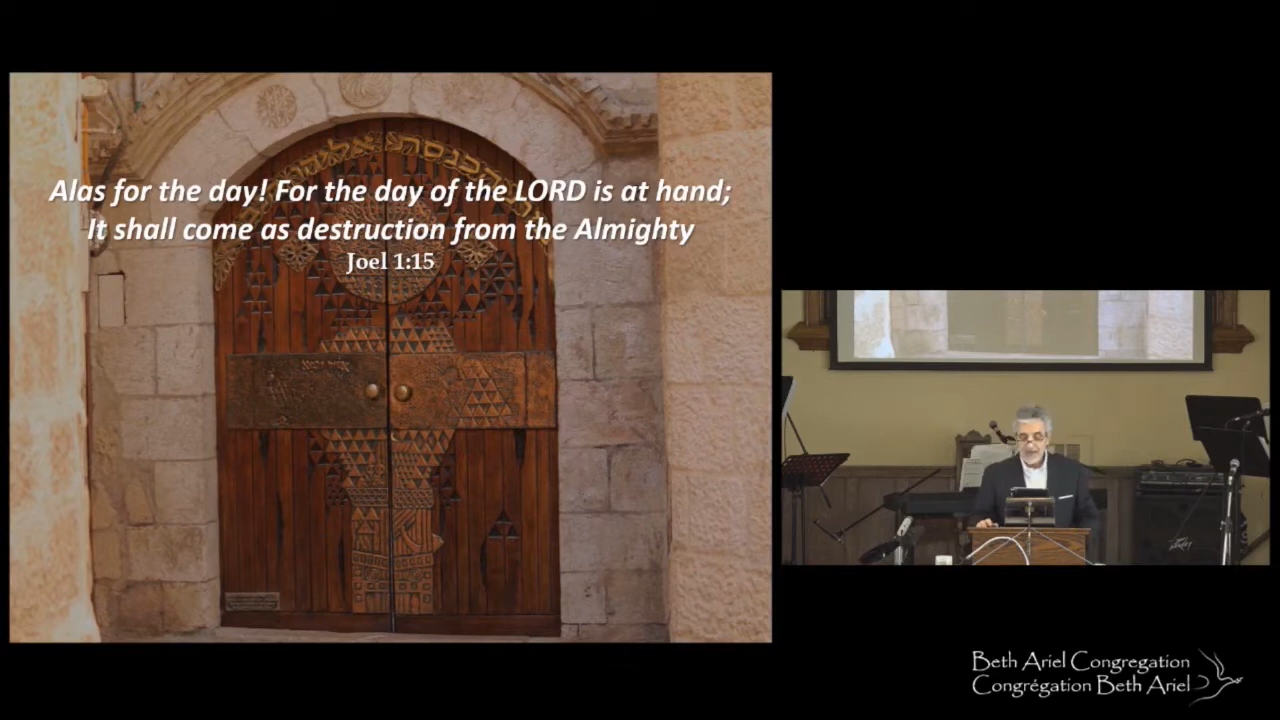 Alas for the day! For the day of the LORD is at hand;
It shall come as destruction from the Almighty
Joel 1:15
Beth Ariel Congregation
Congrégation Beth Ariel